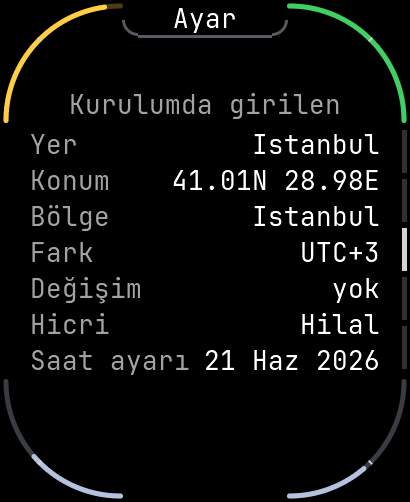 Ayar
Kurulumda girilen
Yer Istanbul
Konum 41.01N 28.98E
Bölge Istanbul
Fark UTC+3
Değişim yok
Hicri Hilal
Saat ayarı 21 Haz 2026